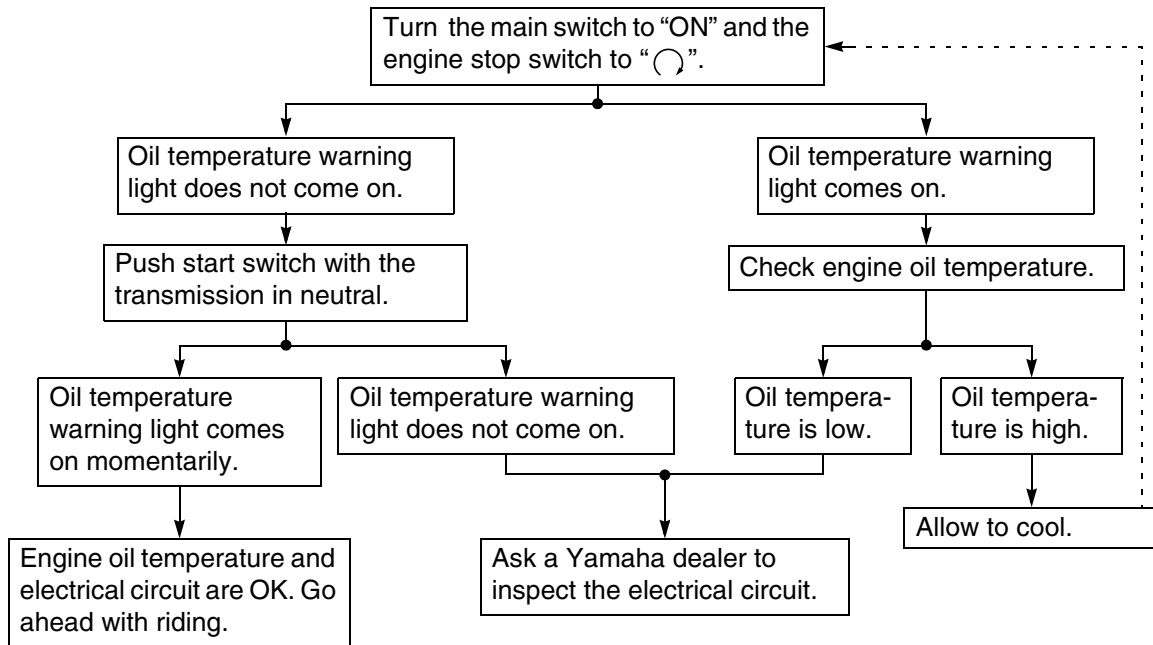 Turn the main switch to “ON” and the
engine stop switch to “ ”.
Oil temperature warning
light does not come on.
Oil temperature warning
light comes on.
Push start switch with the
transmission in neutral.
Check engine oil temperature.
Oil temperature
warning light comes
on momentarily.
Oil temperature warning
light does not come on.
Oil tempera-
ture is low.
Oil tempera-
ture is high.
Allow to cool.
Engine oil temperature and
electrical circuit are OK. Go
ahead with riding.
Ask a Yamaha dealer to
inspect the electrical circuit.